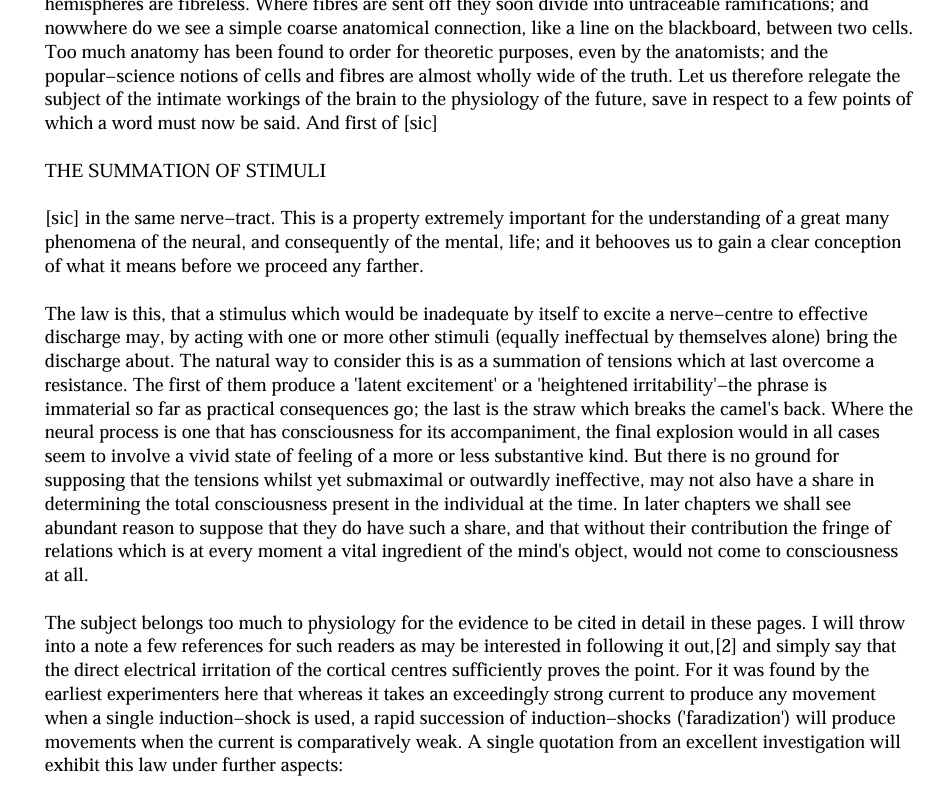 hemispheres are fibreless. Where fibres are sent off they soon divide into untraceable ramifications; and
nowhere do we see a simple coarse anatomical connection, like a line on the blackboard, between two cells.
Too much anatomy has been found to order for theoretic purposes, even by the anatomists; and the
popular−science notions of cells and fibres are almost wholly wide of the truth. Let us therefore relegate the
subject of the intimate workings of the brain to the physiology of the future, save in respect to a few points of
which a word must now be said. And first of [sic]
THE SUMMATION OF STIMULI
[sic] in the same nerve−tract. This is a property extremely important for the understanding of a great many
phenomena of the neural, and consequently of the mental, life; and it behooves us to gain a clear conception
of what it means before we proceed any farther.
The law is this, that a stimulus which would be inadequate by itself to excite a nerve−centre to effective
discharge may, by acting with one or more other stimuli (equally ineffectual by themselves alone) bring the
discharge about. The natural way to consider this is as a summation of tensions which at last overcome a
resistance. The first of them produce a 'latent excitement' or a 'heightened irritability'−the phrase is
immaterial so far as practical consequences go; the last is the straw which breaks the camel's back. Where the
neural process is one that has consciousness for its accompaniment, the final explosion would in all cases
seem to involve a vivid state of feeling of a more or less substantive kind. But there is no ground for
supposing that the tensions whilst yet submaximal or outwardly ineffective, may not also have a share in
determining the total consciousness present in the individual at the time. In later chapters we shall see
abundant reason to suppose that they do have such a share, and that without their contribution the fringe of
relations which is at every moment a vital ingredient of the mind's object, would not come to consciousness
at all.
The subject belongs too much to physiology for the evidence to be cited in detail in these pages. I will throw
into a note a few references for such readers as may be interested in following it out,[2] and simply say that
the direct electrical irritation of the cortical centres sufficiently proves the point. For it was found by the
earliest experimenters here that whereas it takes an exceedingly strong current to produce any movement
when a single induction−shock is used, a rapid succession of induction−shocks ('faradization') will produce
movements when the current is comparatively weak. A single quotation from an excellent investigation will
exhibit this law under further aspects: